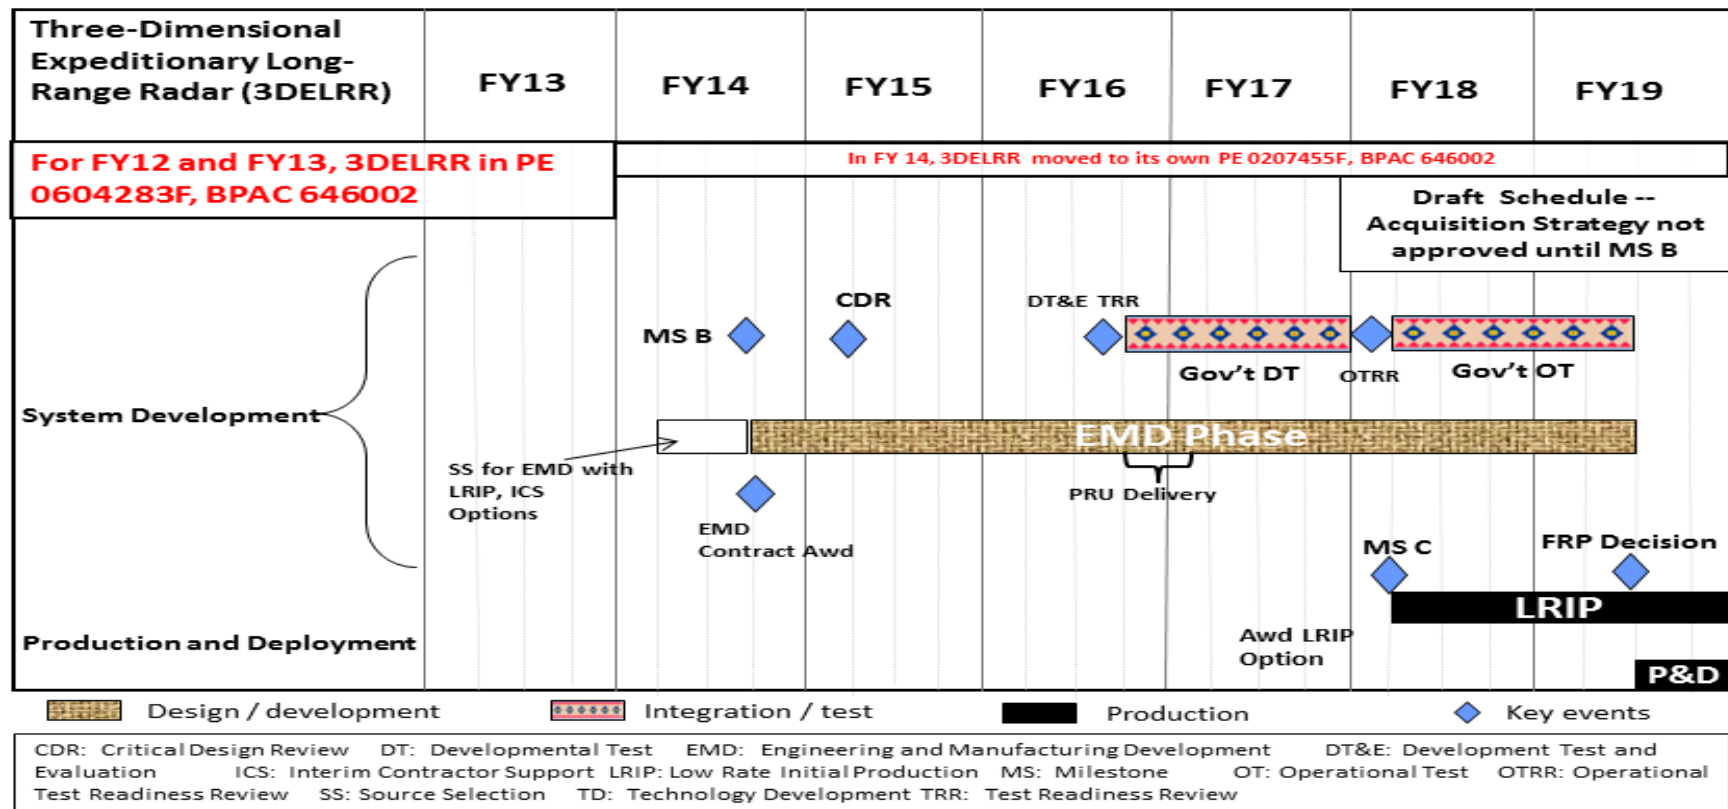 Three-Dimensional
Expeditionary Long-
Range Radar (3DELRR)
FY13
FY14
FY15
FY16
FY17
FY18
FY19
For FY12 and FY13, 3DELRR in PE
0604283F, BPAC 646002
In FY 14, 3DELRR moved to its own PE 0207455F, BPAC 646002
Draft Schedule --
Acquisition Strategy not
approved until MS B
CDR
DT&E TRR
MS B
Gov't DT
OTRR
Gov't OT
System Development
EMD Phase
SS for EMD with
LRIP, ICS
Options
PRU Delivery
EMD
Contract Awd
MS C
FRP Decision
LRIP
Production and Deployment
Awd LRIP
Option
P&D
Design / development
Integration / test
Production
Key events
CDR: Critical Design Review DT: Developmental Test EMD: Engineering and Manufacturing Development DT&E: Development Test and
Evaluation ICS: Interim Contractor Support LRIP: Low Rate Initial Production MS: Milestone OT: Operational Test OTRR: Operational
Test Readiness Review SS: Source Selection TD: Technology Development TRR: Test Readiness Review